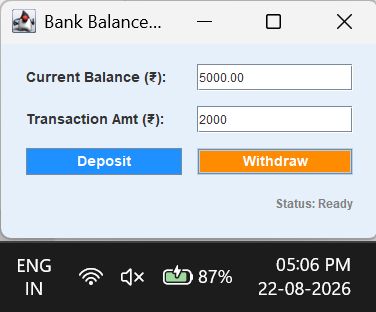 Bank Balance...
Current Balance (₹): 5000.00
Transaction Amt (₹): 2000
Deposit Withdraw
Status: Ready
ENG 87% 05:06 PM
IN 22-08-2026